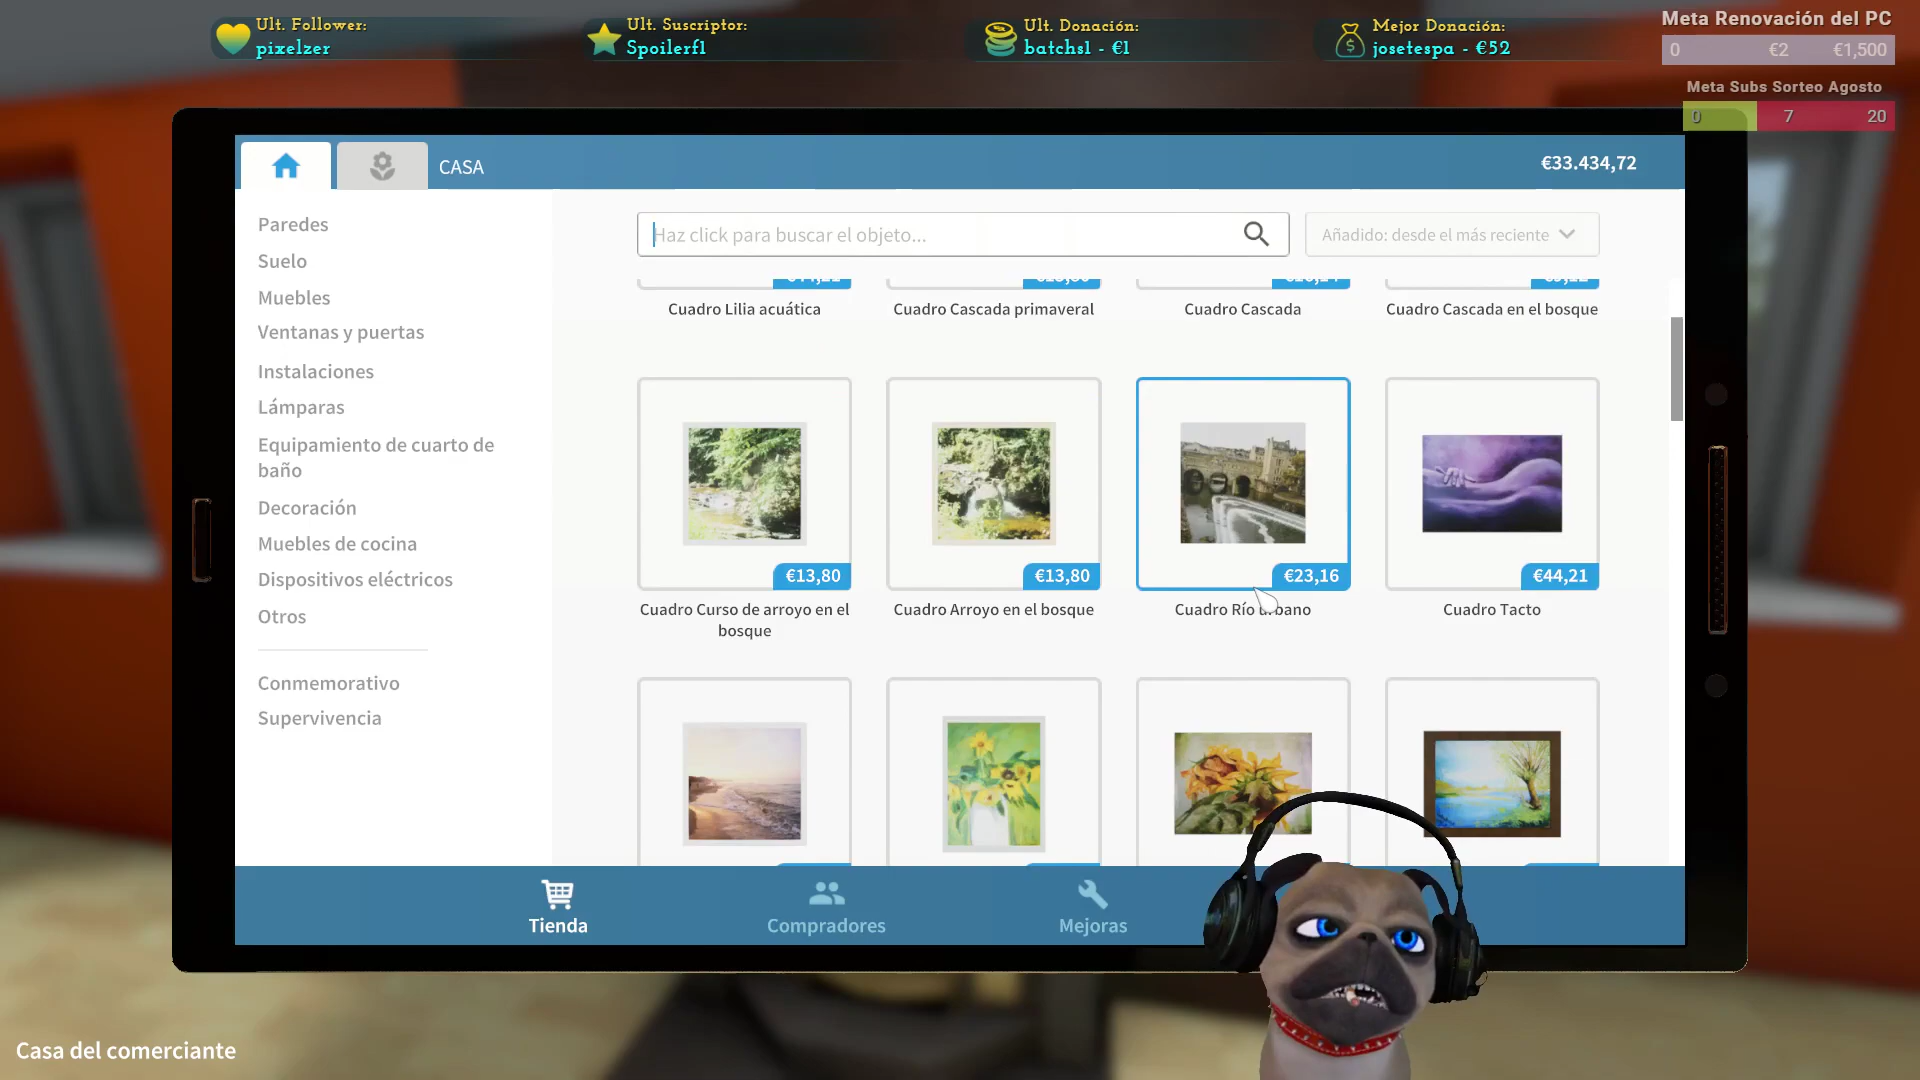 Ult. Follower:
pixelzer
Ult. Suscriptor:
Spoilerf1
Ult. Donación:
batchs1 - €1
Mejor Donación:
josetespa - €52
Meta Renovación del PC
0 €2 €1,500
Meta Subs Sorteo Agosto
0 7 20
CASA
€33.434,72
Paredes
Suelo
Muebles
Ventanas y puertas
Instalaciones
Lámparas
Equipamiento de cuarto de
baño
Decoración
Muebles de cocina
Dispositivos eléctricos
Otros
Conmemorativo
Supervivencia
Haz click para buscar el objeto...
Añadido: desde el más reciente
Cuadro Lilia acuática
Cuadro Cascada primaveral
Cuadro Cascada
Cuadro Cascada en el bosque
€13,80
€13,80
€23,16
€44,21
Cuadro Curso de arroyo en el
bosque
Cuadro Arroyo en el bosque
Cuadro Río urbano
Cuadro Tacto
Tienda
Compradores
Mejoras
Casa del comerciante